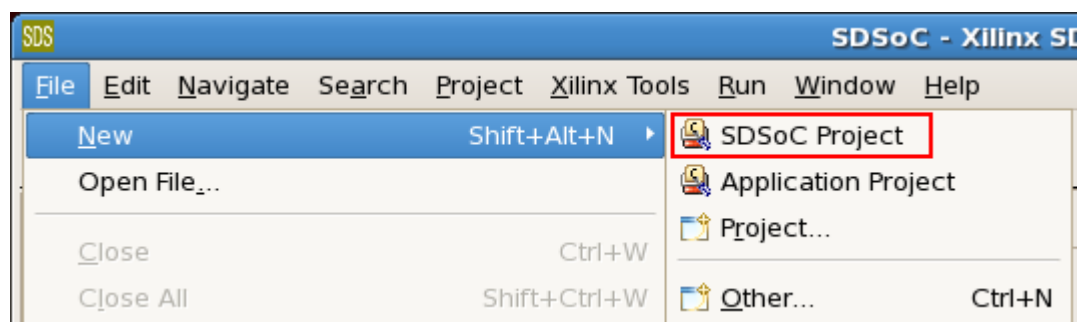 SDS SDSoC - Xilinx SD
File Edit Navigate Search Project Xilinx Tools Run Window Help
New Shift+Alt+N SDSoC Project
Open File... Application Project
Project...
Close Ctrl+W
Close All Shift+Ctrl+W Other... Ctrl+N